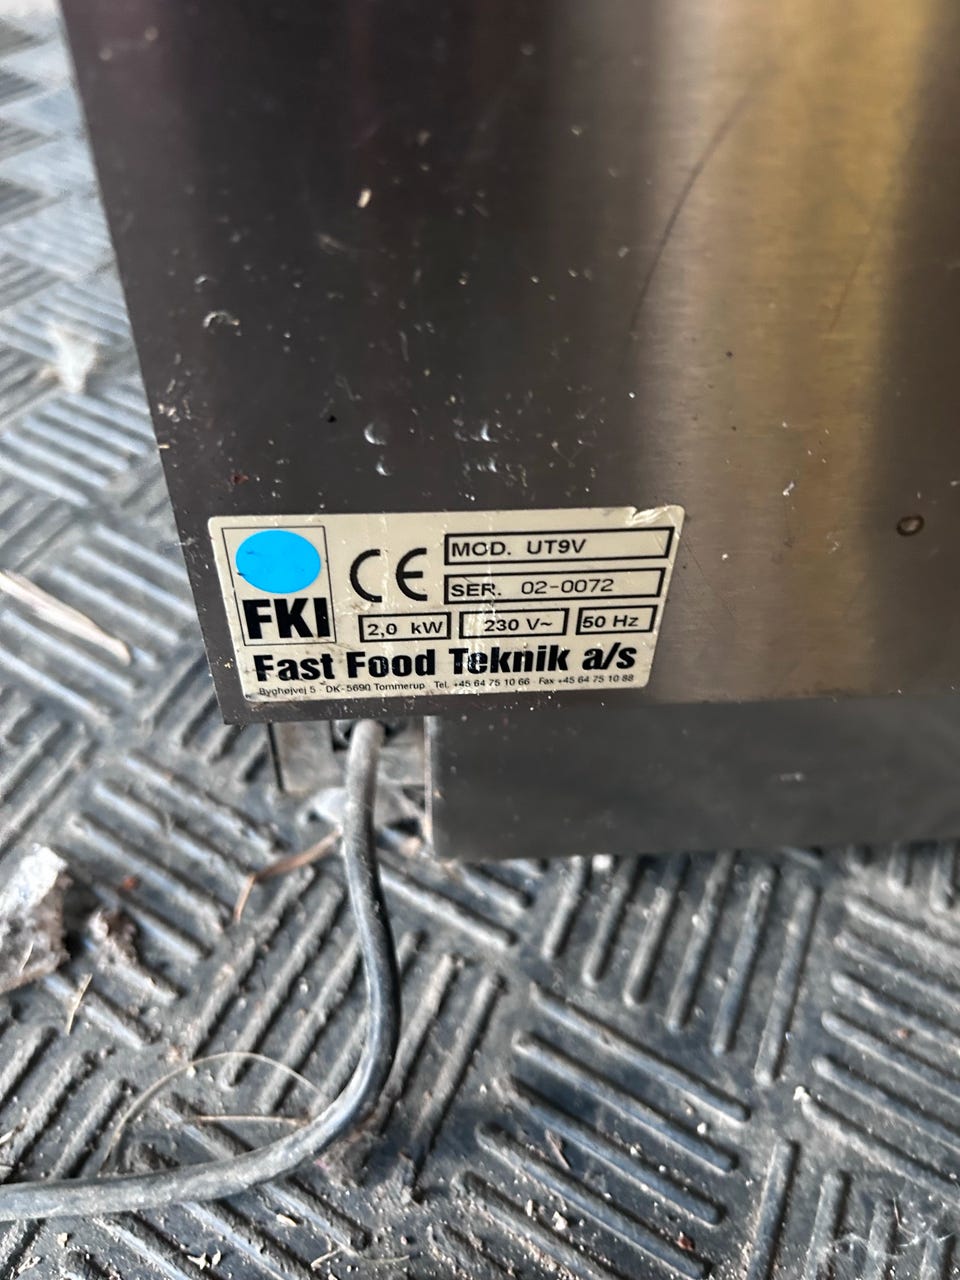 FKI
CE
MOD. UT9V
SER. 02-0072
2,0 kW 230 V~ 50 Hz
Fast Food Teknik a/s
Byghøjvej 5 - DK-5690 Tommerup Tel. +45 64 75 10 66 Fax +45 64 75 10 88